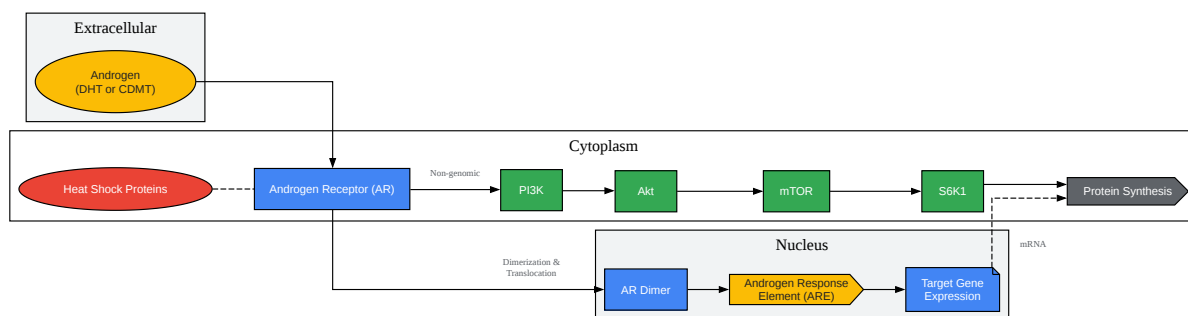 Extracellular
Androgen
(DHT or CDMT)
Cytoplasm
Heat Shock Proteins
Androgen Receptor (AR)
Non-genomic
PI3K
Akt
mTOR
S6K1
Protein Synthesis
Nucleus
mRNA
Dimerization &
Translocation
AR Dimer
Androgen Response
Element (ARE)
Target Gene
Expression